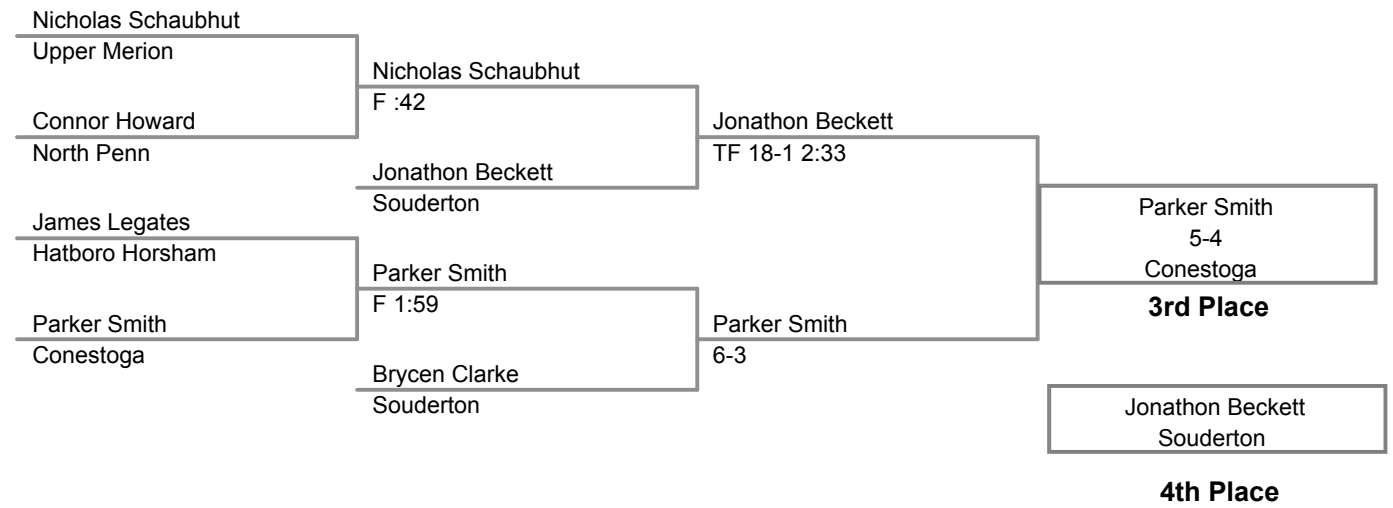 Nicholas Schaubhut
Upper Merion
Nicholas Schaubhut
F :42
Connor Howard
North Penn
Jonathon Beckett
TF 18-1 2:33
Jonathon Beckett
Souderton
James Legates
Hatboro Horsham
Parker Smith
F 1:59
Parker Smith
Conestoga
Parker Smith
6-3
Brycen Clarke
Souderton
Parker Smith
5-4
Conestoga
3rd Place
Jonathon Beckett
Souderton
4th Place